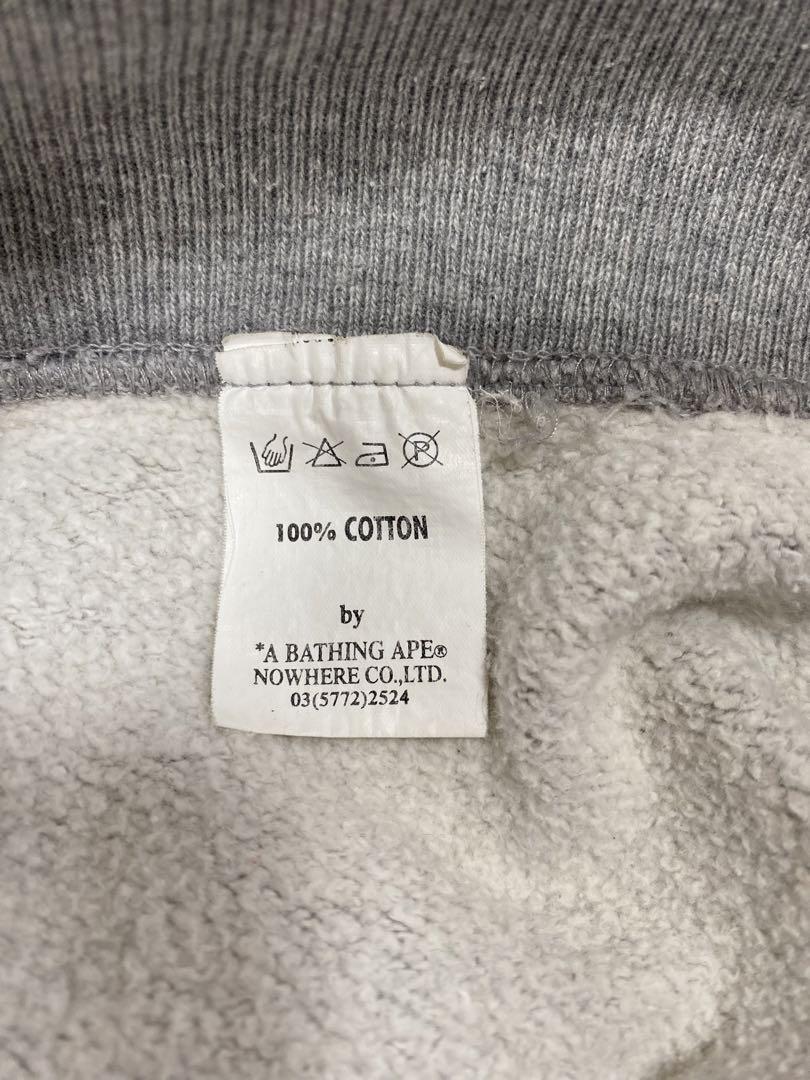 P
100% COTTON
by
*A BATHING APE®
NOWHERE CO.,LTD.
03(5772)2524